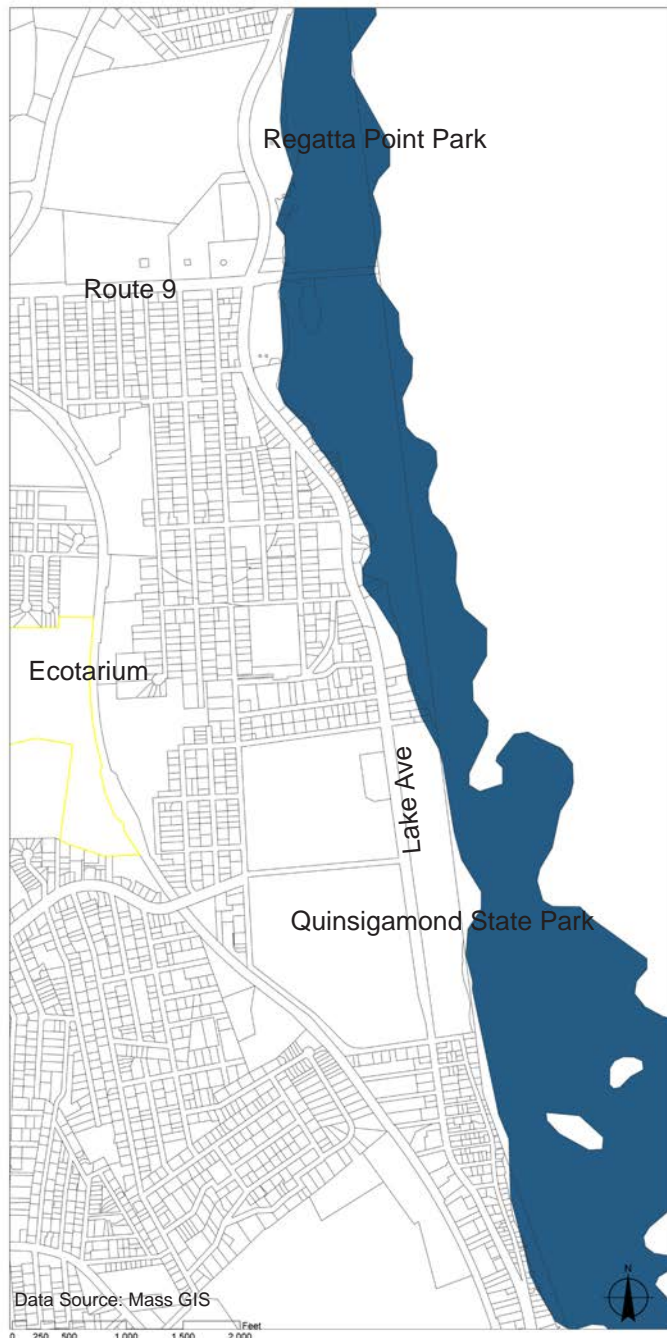 Regatta Point Park
Route 9
Ecotarium
Lake Ave
Quinsigamond State Park
N
Data Source: Mass GIS
Feet
0 250 500 1,000 1,500 2,000